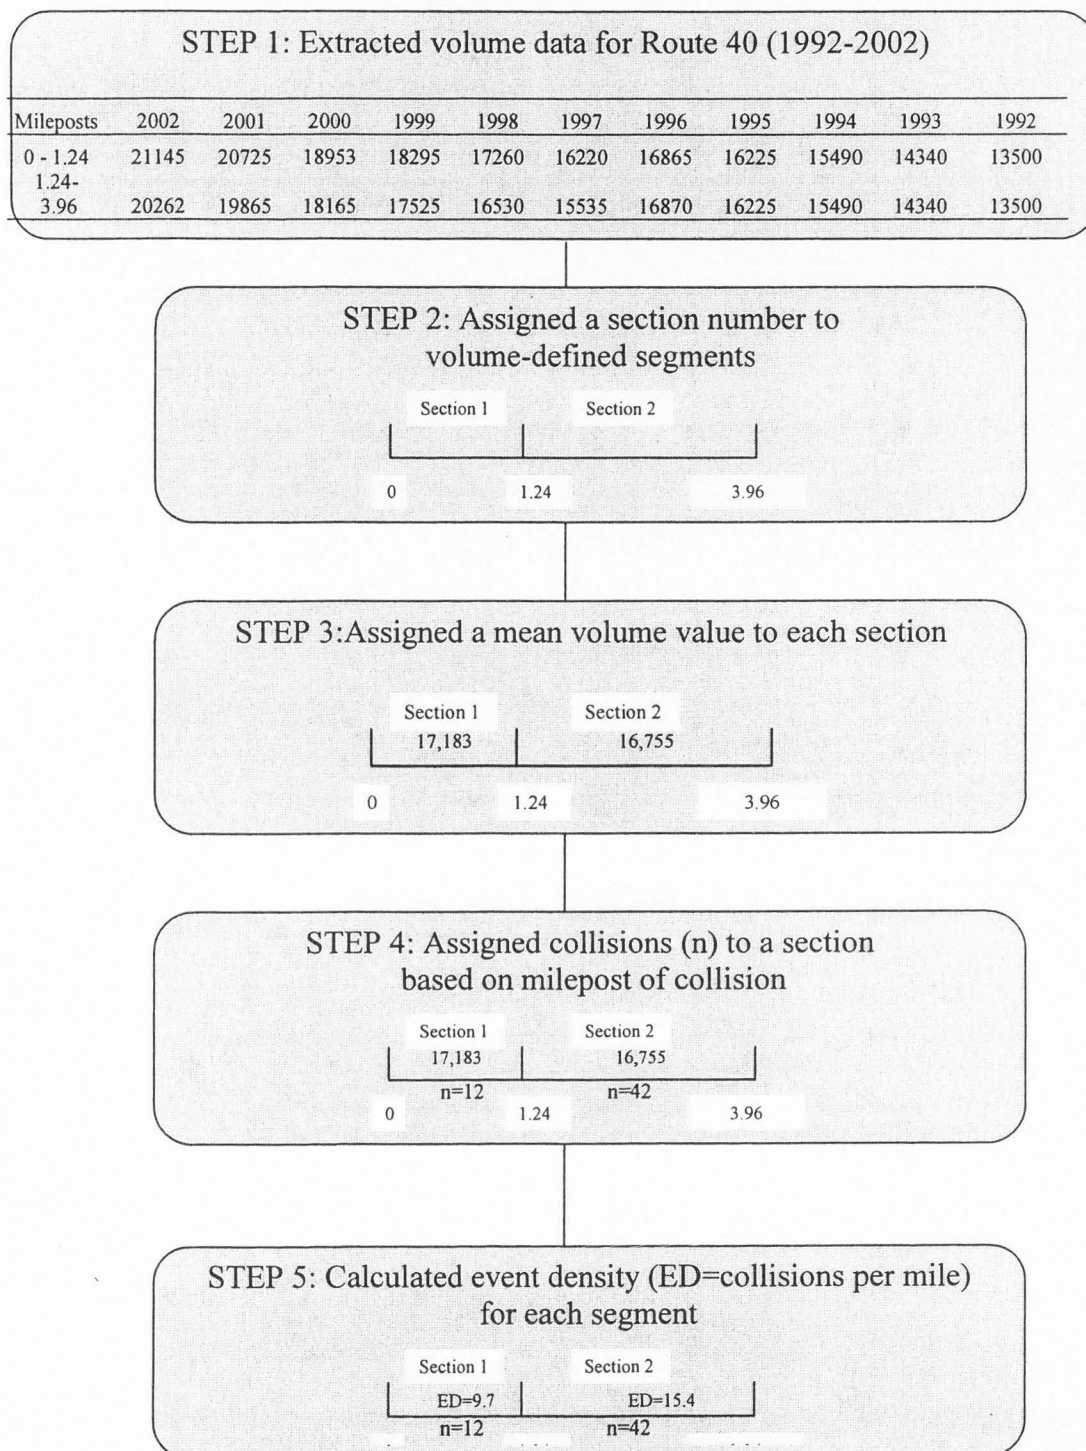 STEP 1: Extracted volume data for Route 40 (1992-2002)
Mileposts 2002 2001 2000 1999 1998 1997 1996 1995 1994 1993 1992
0 - 1.24 21145 20725 18953 18295 17260 16220 16865 16225 15490 14340 13500
1.24-
3.96 20262 19865 18165 17525 16530 15535 16870 16225 15490 14340 13500
STEP 2: Assigned a section number to
volume-defined segments
Section 1 Section 2
0 1.24 3.96
STEP 3:Assigned a mean volume value to each section
Section 1 Section 2
17,183 16,755
0 1.24 3.96
STEP 4: Assigned collisions (n) to a section
based on milepost of collision
Section 1 Section 2
17,183 16,755
n=12 n=42
0 1.24 3.96
STEP 5: Calculated event density (ED=collisions per mile)
for each segment
Section 1 Section 2
ED=9.7 ED=15.4
n=12 n=42